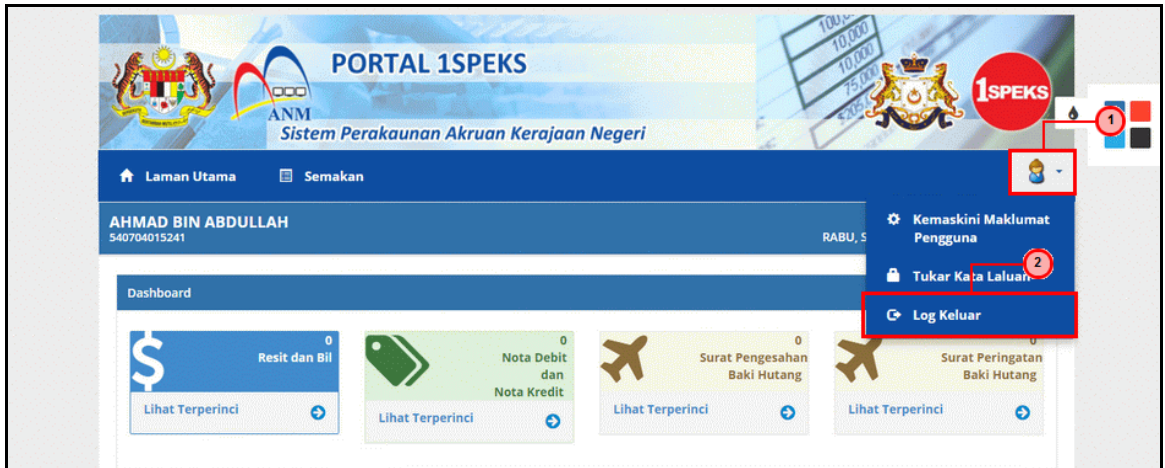 PORTAL 1SPEKS
ANM
Sistem Perakaunan Akruan Kerajaan Negeri
1SPEKS
1
Laman Utama
Semakan
AHMAD BIN ABDULLAH
540704015241
RABU, S
Kemaskini Maklumat
Pengguna
2
Tukar Kata Laluan
Log Keluar
Dashboard
0
Resit dan Bil
Lihat Terperinci
0
Nota Debit
dan
Nota Kredit
Lihat Terperinci
0
Surat Pengesahan
Baki Hutang
Lihat Terperinci
0
Surat Peringatan
Baki Hutang
Lihat Terperinci